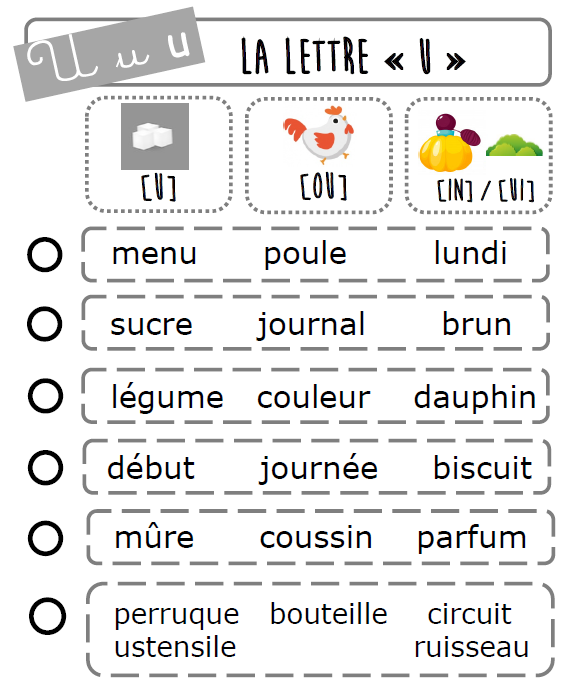 U u u
LA LETTRE « U »
[U] [OU] [IN] / [UI]
menu poule lundi
sucre journal brun
légume couleur dauphin
début journée biscuit
mûre coussin parfum
perruque bouteille circuit
ustensile ruisseau